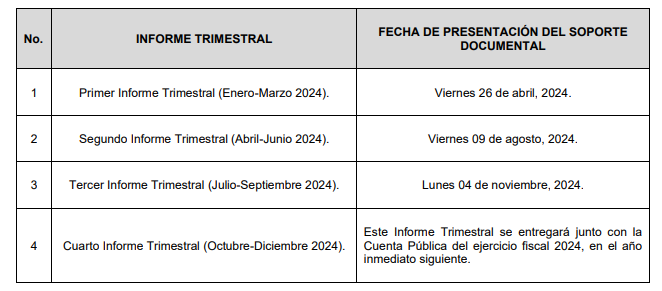 No.
INFORME TRIMESTRAL
FECHA DE PRESENTACIÓN DEL SOPORTE
DOCUMENTAL
1
Primer Informe Trimestral (Enero-Marzo 2024).
Viernes 26 de abril, 2024.
2
Segundo Informe Trimestral (Abril-Junio 2024).
Viernes 09 de agosto, 2024.
3
Tercer Informe Trimestral (Julio-Septiembre 2024).
Lunes 04 de noviembre, 2024.
4
Cuarto Informe Trimestral (Octubre-Diciembre 2024).
Este Informe Trimestral se entregará junto con la
Cuenta Pública del ejercicio fiscal 2024, en el año
inmediato siguiente.